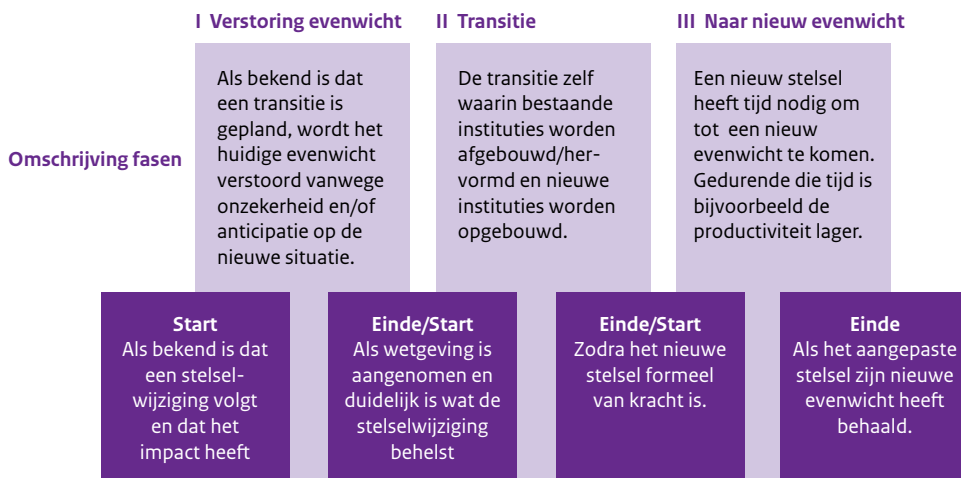 I Verstoring evenwicht
II Transitie
III Naar nieuw evenwicht
Omschrijving fasen
Als bekend is dat
een transitie is
gepland, wordt het
huidige evenwicht
verstoord vanwege
onzekerheid en/of
anticipatie op de
nieuwe situatie.
De transitie zelf
waarin bestaande
instituties worden
afgebouwd/her-
vormd en nieuwe
instituties worden
opgebouwd.
Een nieuw stelsel
heeft tijd nodig om
tot een nieuw
evenwicht te komen.
Gedurende die tijd is
bijvoorbeeld de
productiviteit lager.
Start
Als bekend is dat
een stelsel-
wijziging volgt
en dat het
impact heeft
Einde/Start
Als wetgeving is
aangenomen en
duidelijk is wat de
stelselwijziging
behelst
Einde/Start
Zodra het nieuwe
stelsel formeel
van kracht is.
Einde
Als het aangepaste
stelsel zijn nieuwe
evenwicht heeft
behaald.